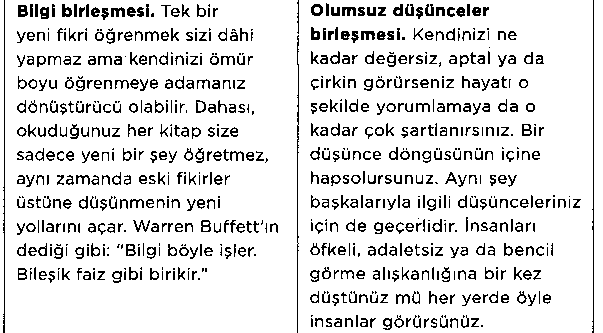 Bilgi birleşmesi. Tek bir
yeni fikri öğrenmek sizi dâhi
yapmaz ama kendinizi ömür
boyu öğrenmeye adamanız
dönüştürücü olabilir. Dahası,
okuduğunuz her kitap size
sadece yeni bir şey öğretmez,
aynı zamanda eski fikirler
üstüne düşünmenin yeni
yollarını açar. Warren Buffett'ın
dediği gibi: "Bilgi böyle işler.
Bileşik faiz gibi birikir."
Olumsuz düşünceler
birleşmesi. Kendinizi ne
kadar değersiz, aptal ya da
çirkin görürseniz hayatı o
şekilde yorumlamaya da o
kadar çok şartlanırsınız. Bir
düşünce döngüsünün içine
hapsolursunuz. Aynı şey
başkalarıyla ilgili düşünceleriniz
için de geçerlidir. İnsanları
öfkeli, adaletsiz ya da bencil
görme alışkanlığına bir kez
düştünüz mü her yerde öyle
insanlar görürsünüz.